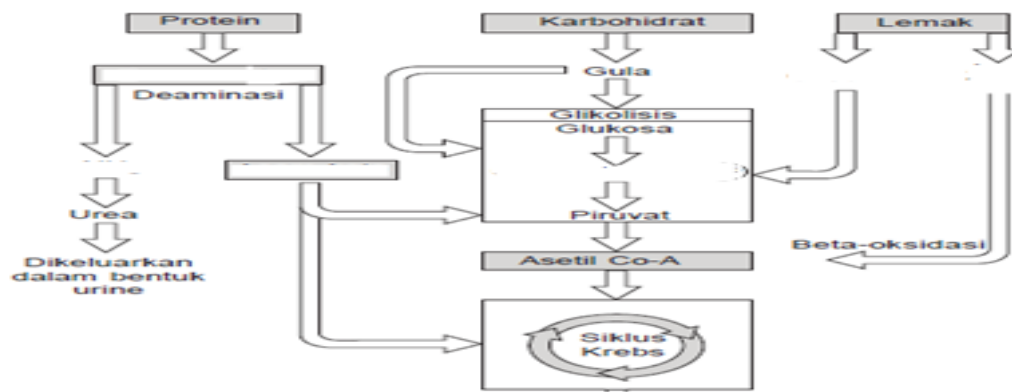 Protein
Karbohidrat
Lemak
Gula
Deaminasi
Glikolisis
Glukosa
Urea
Piruvat
Dikeluarkan
dalam bentuk
urine
Asetil Co-A
Beta-oksidasi
Siklus
Krebs